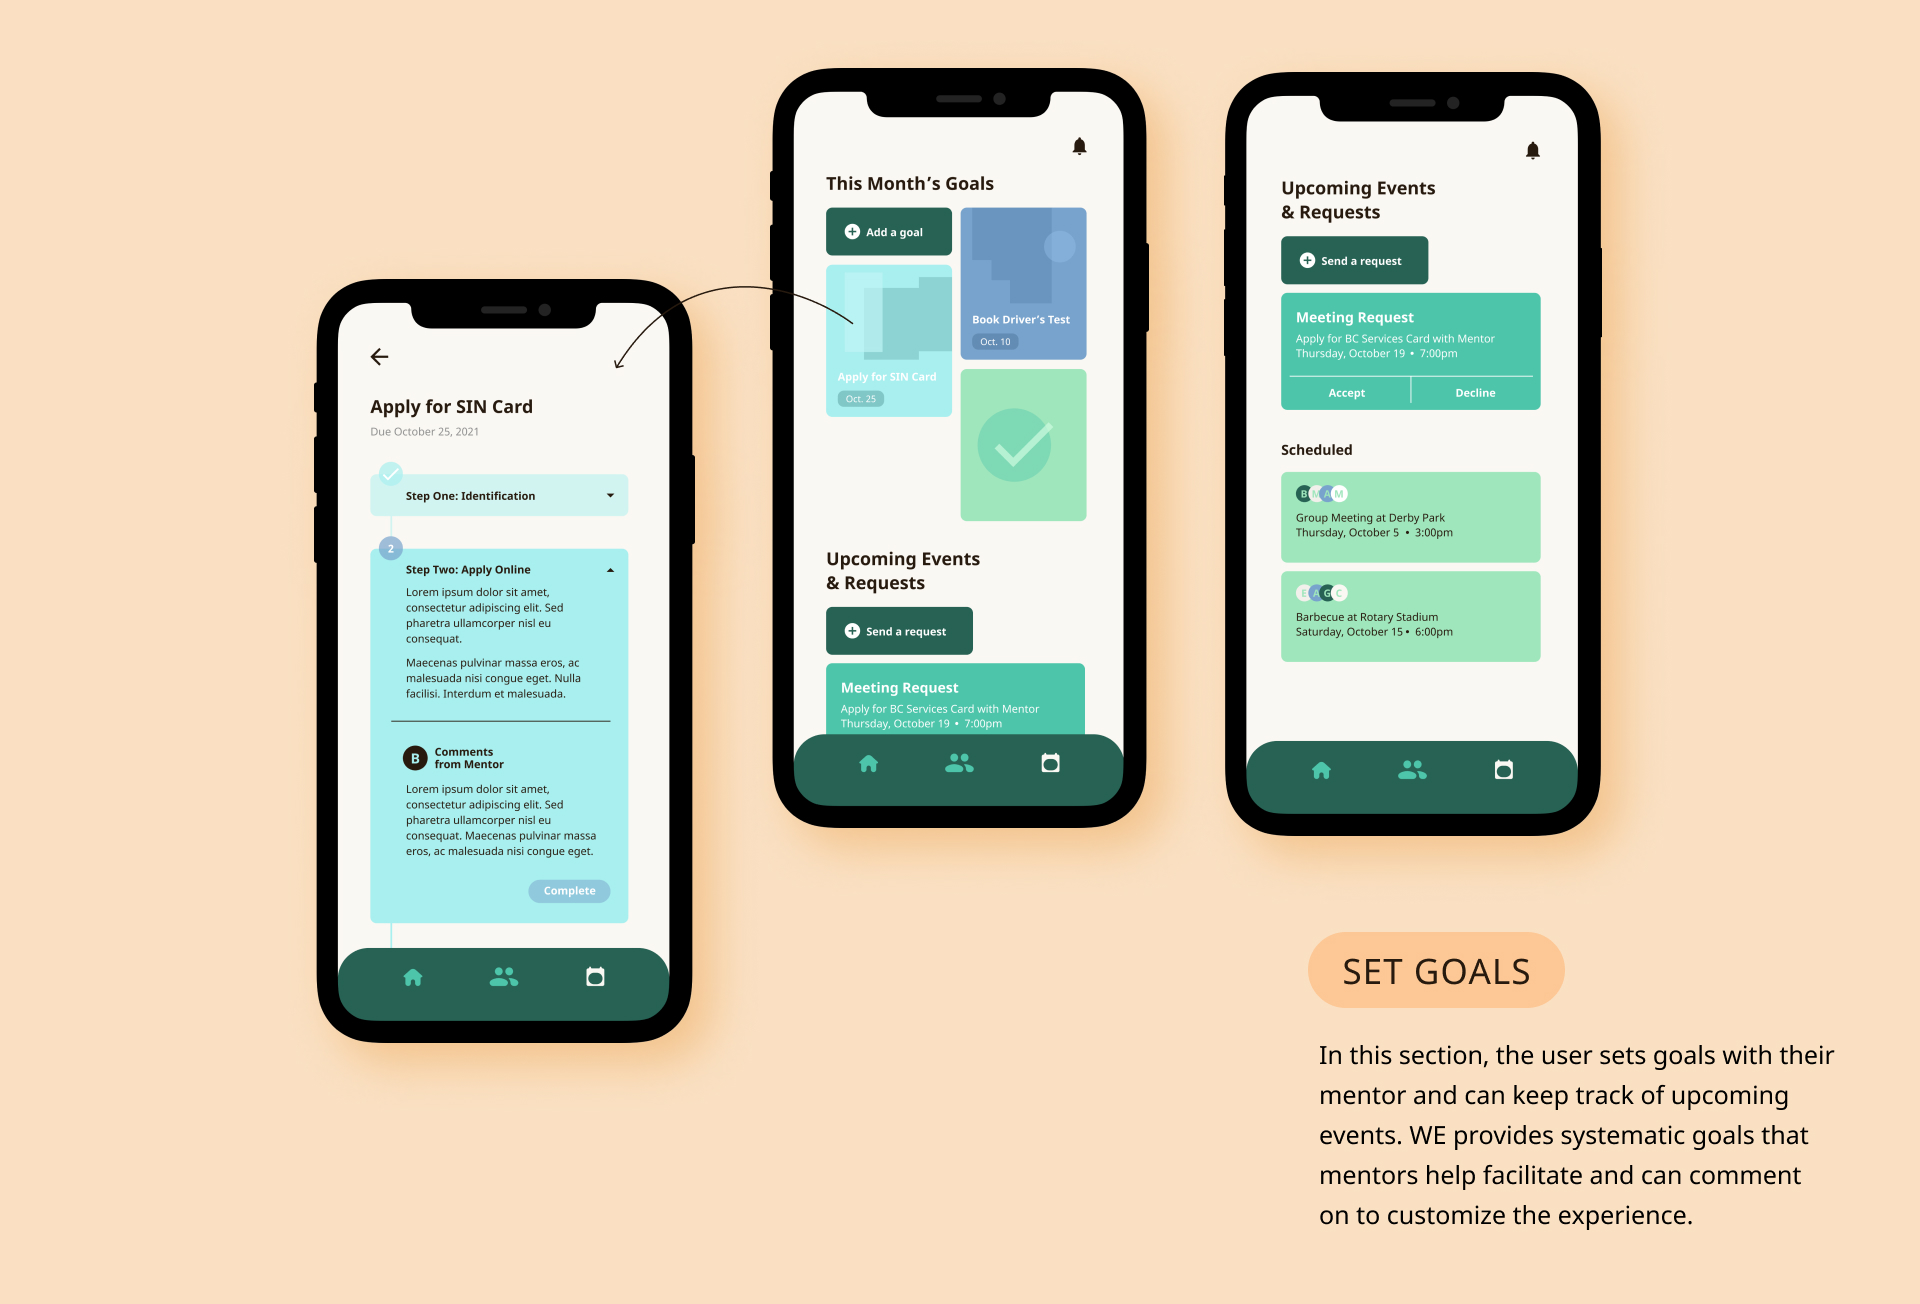 Apply for SIN Card
Due October 25, 2021
Step One: Identification
2
Step Two: Apply Online
Lorem ipsum dolor sit amet,
consectetur adipiscing elit. Sed
pharetra ullamcorper nisl eu
consequat.
Maecenas pulvinar massa eros, ac
malesuada nisi congue eget. Nulla
facilisi. Interdum et malesuada.
B
Comments
from Mentor
Lorem ipsum dolor sit amet,
consectetur adipiscing elit. Sed
pharetra ullamcorper nisl eu
consequat. Maecenas pulvinar massa
eros, ac malesuada nisi congue eget.
Complete
This Month’s Goals
Add a goal
Apply for SIN Card
Oct. 25
Book Driver’s Test
Oct. 10
Upcoming Events
& Requests
Send a request
Meeting Request
Apply for BC Services Card with Mentor
Thursday, October 19 • 7:00pm
Upcoming Events
& Requests
Send a request
Meeting Request
Apply for BC Services Card with Mentor
Thursday, October 19 • 7:00pm
Accept Decline
Scheduled
B M A M
Group Meeting at Derby Park
Thursday, October 5 • 3:00pm
E A G C
Barbecue at Rotary Stadium
Saturday, October 15 • 6:00pm
SET GOALS
In this section, the user sets goals with their
mentor and can keep track of upcoming
events. WE provides systematic goals that
mentors help facilitate and can comment
on to customize the experience.